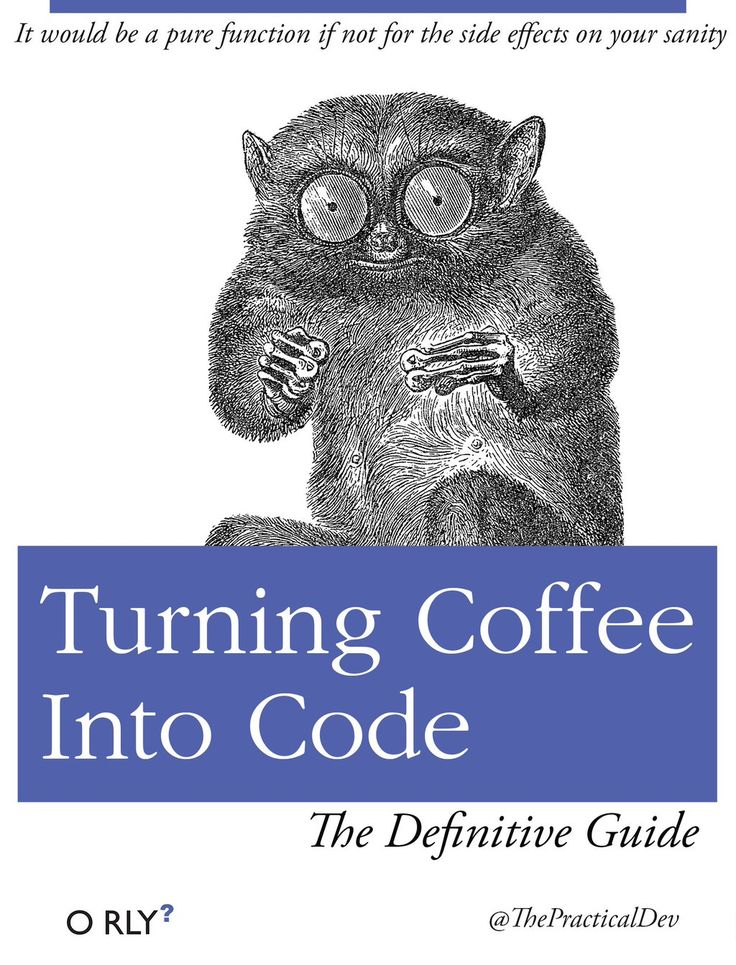 It would be a pure function if not for the side effects on your sanity
Turning Coffee
Into Code
The Definitive Guide
O RLY?
@ThePracticalDev